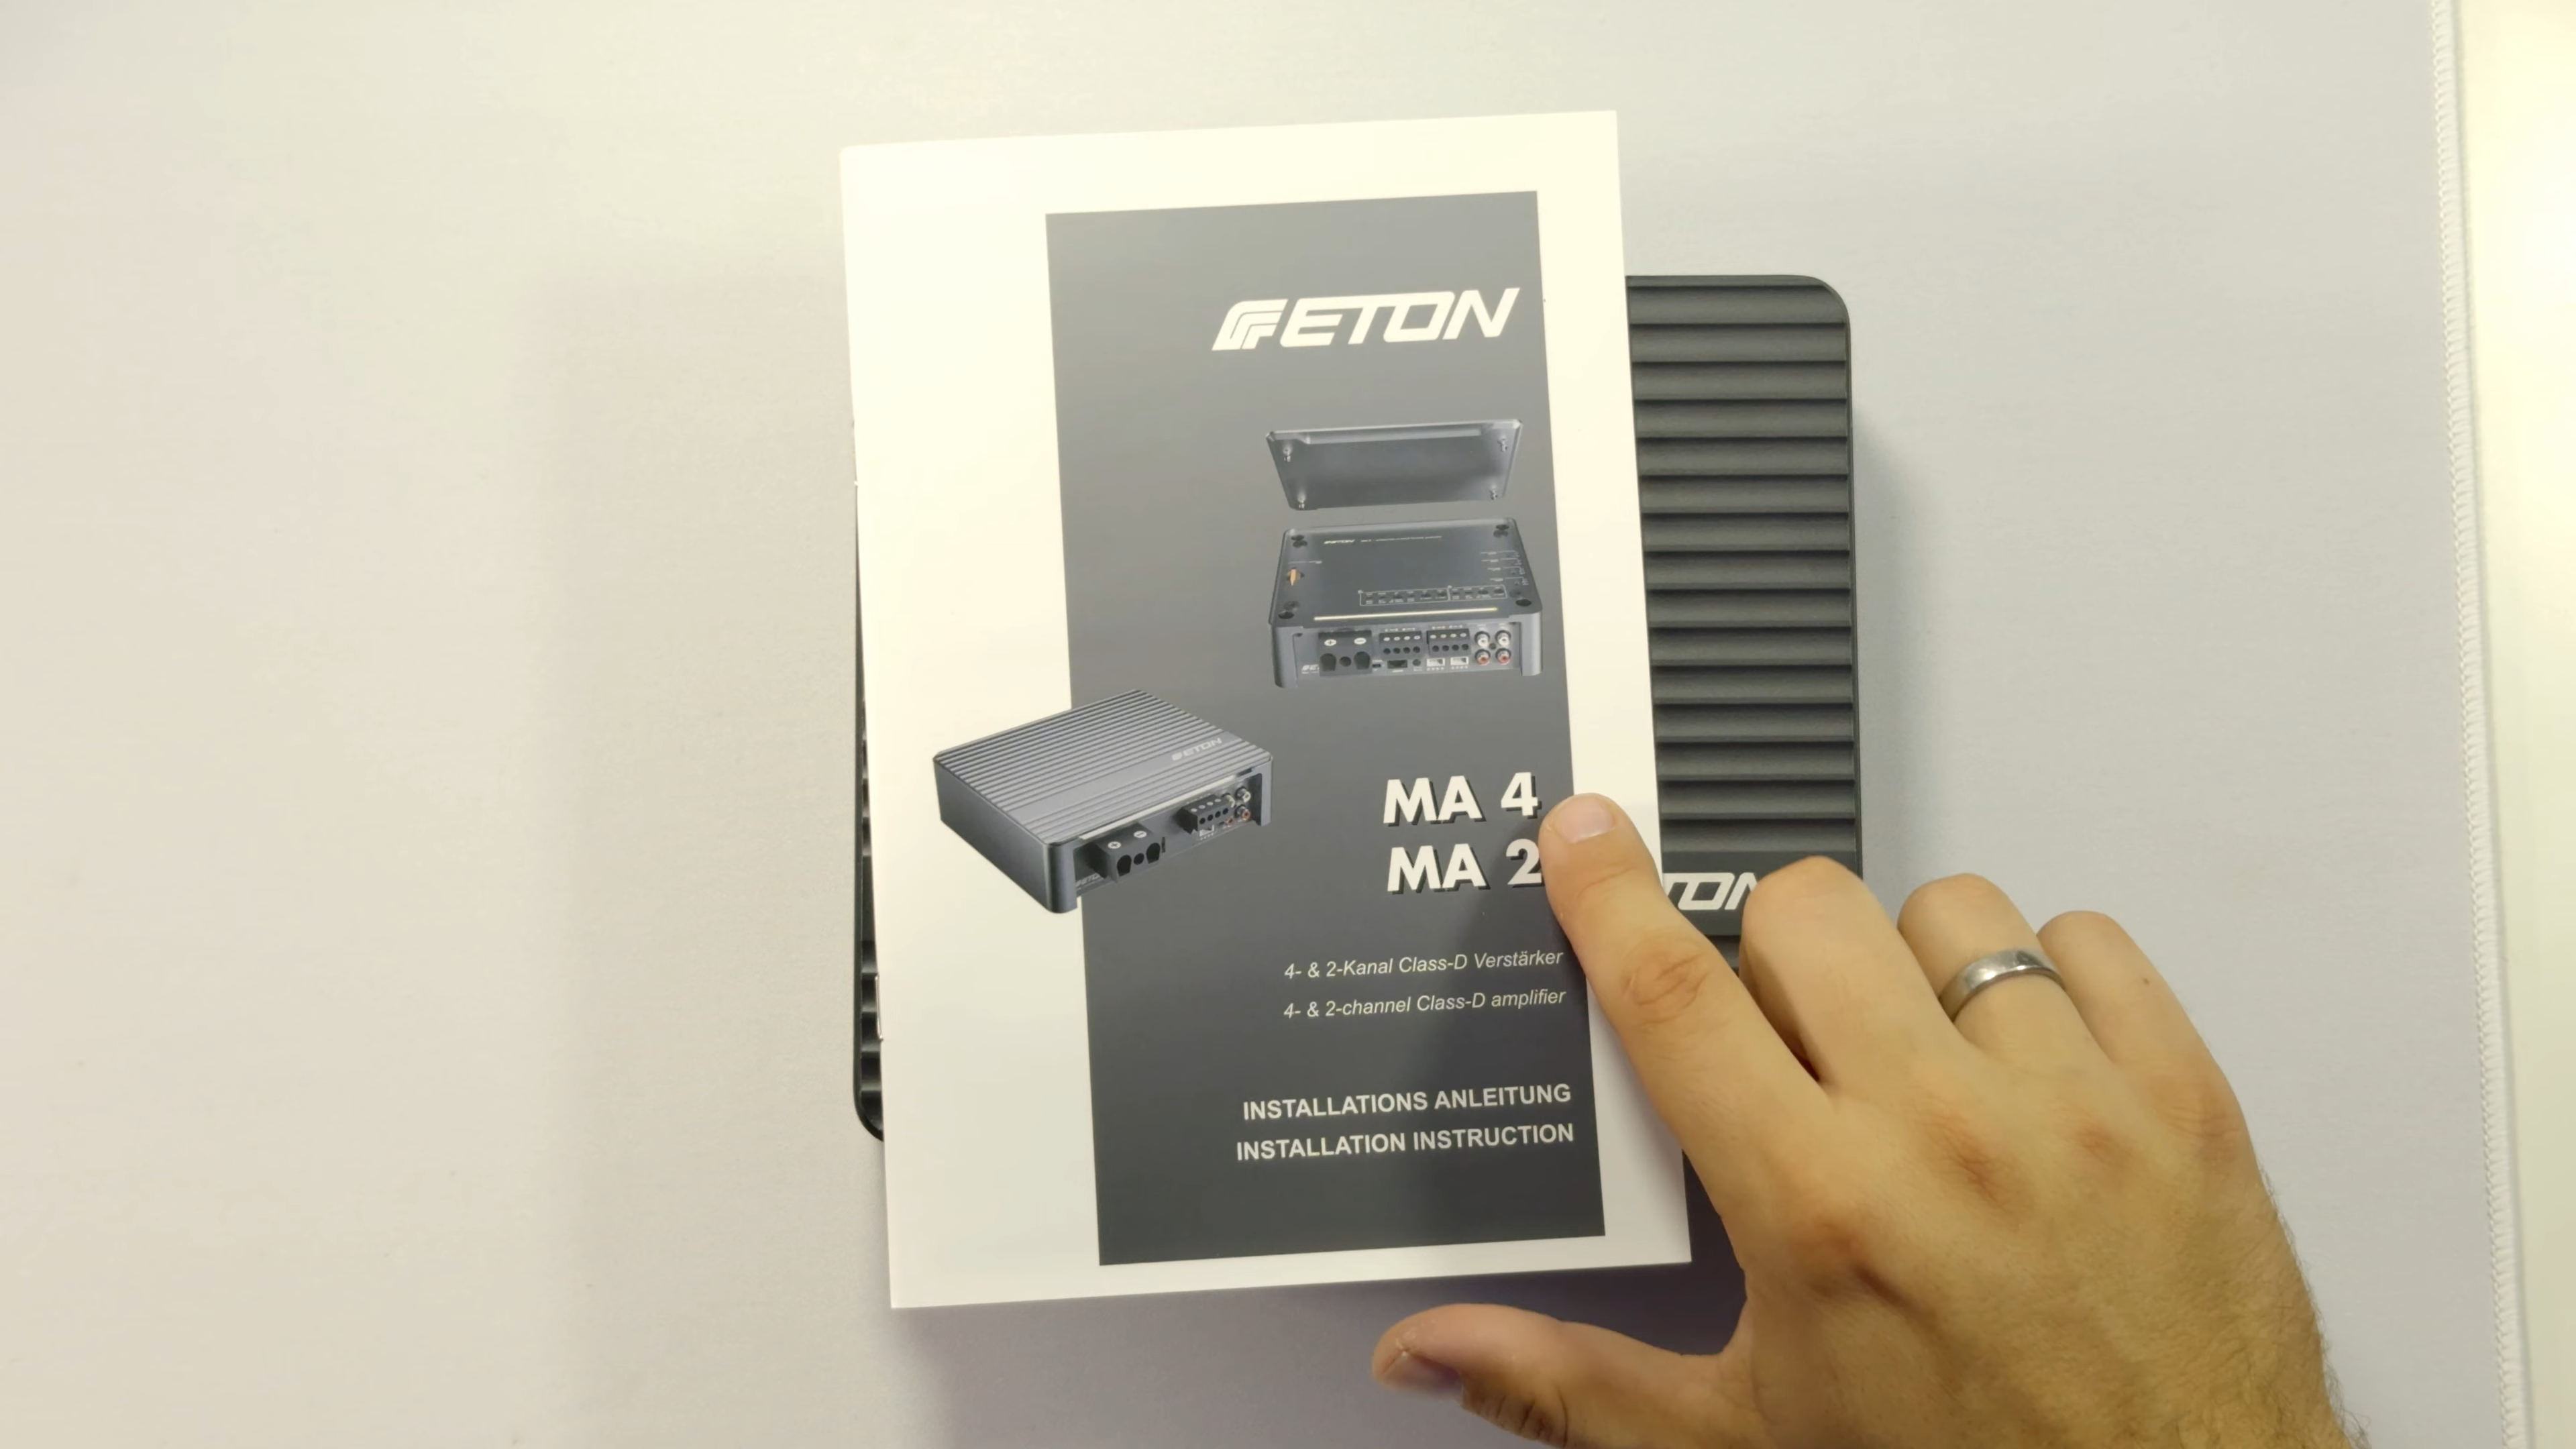 ETON
MA 4
MA 2
ETON
4- & 2-Kanal Class-D Verstärker
4- & 2-channel Class-D amplifier
INSTALLATIONS ANLEITUNG
INSTALLATION INSTRUCTION